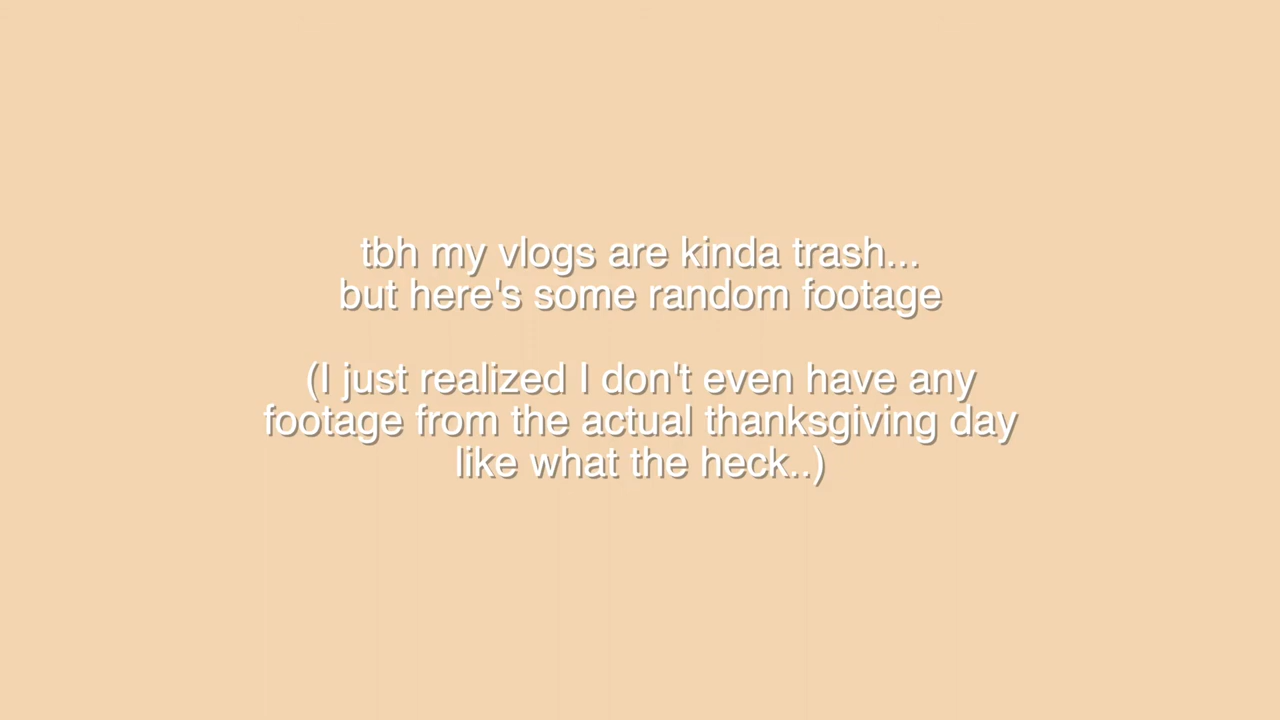 tbh my vlogs are kinda trash...
but here's some random footage
(I just realized I don't even have any
footage from the actual thanksgiving day
like what the heck..)